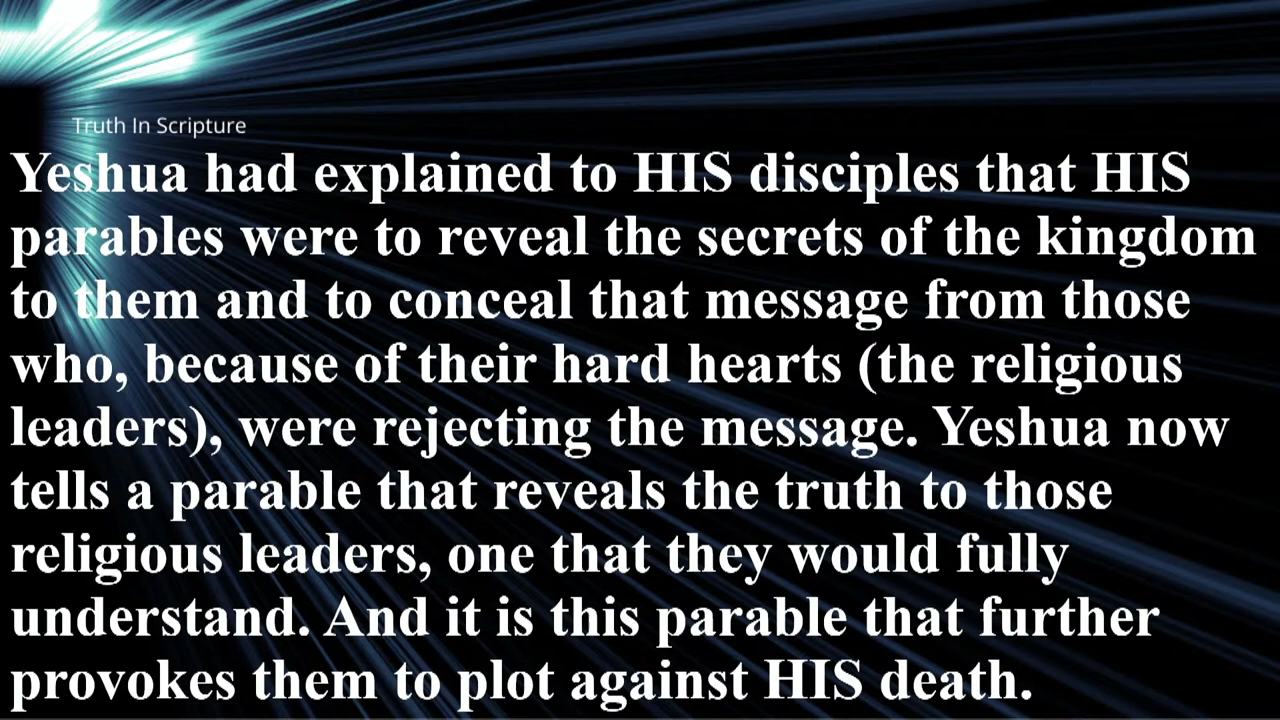 Truth In Scripture
Yeshua had explained to HIS disciples that HIS
parables were to reveal the secrets of the kingdom
to them and to conceal that message from those
who, because of their hard hearts (the religious
leaders), were rejecting the message. Yeshua now
tells a parable that reveals the truth to those
religious leaders, one that they would fully
understand. And it is this parable that further
provokes them to plot against HIS death.